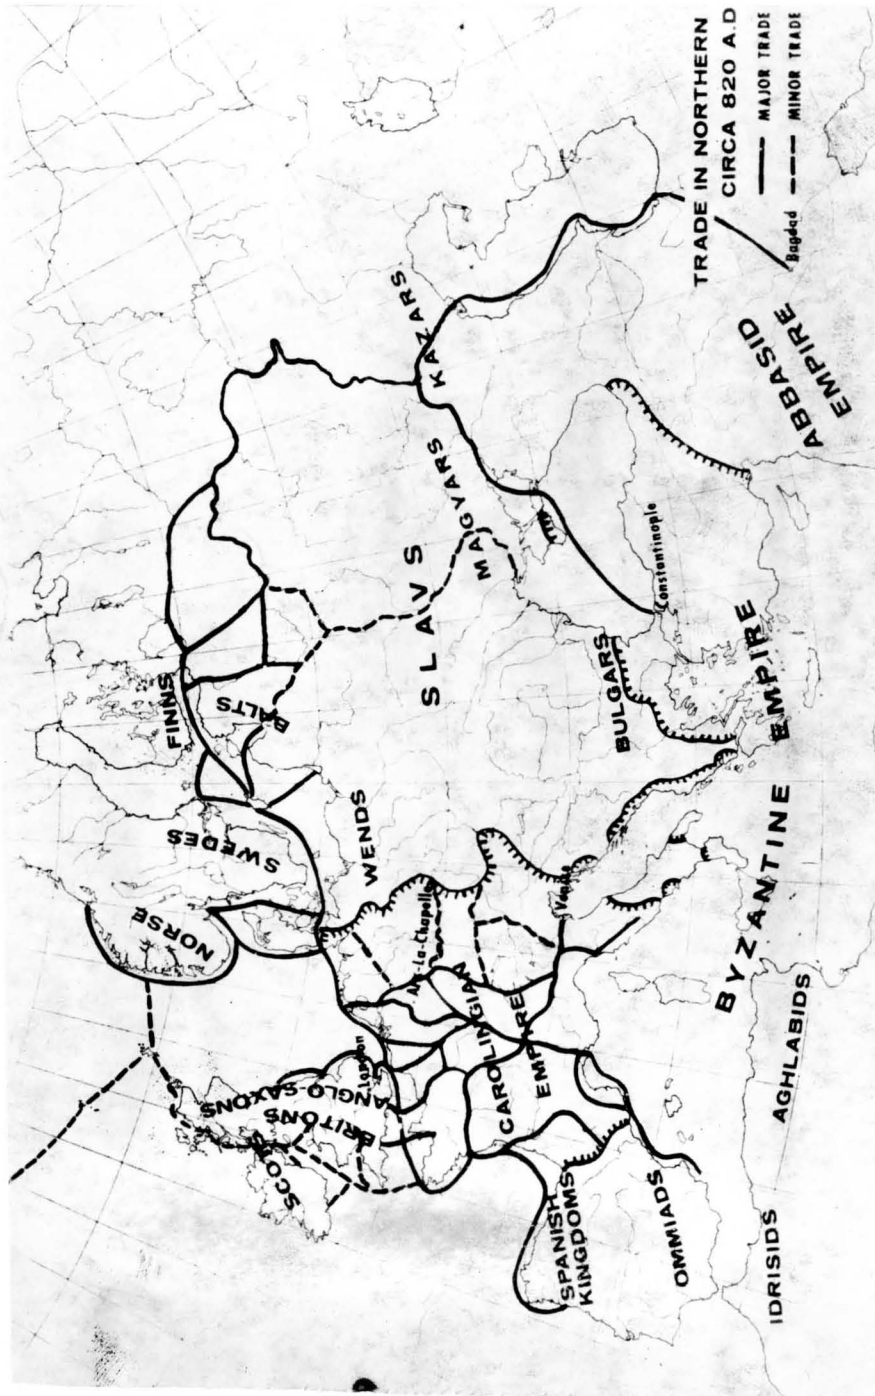 TRADE IN NORTHERN
CIRCA 820 A.D
MAJOR TRADE
MINOR TRADE
NORSE
SWEDES
FINNS
BALTS
SCOTS
BRITONS
ANGLO-SAXONS
London
WENDS
Aix-La-Chapelle
SLAVS
MAGYARS
KAZARS
CAROLINGIAN
EMPIRE
Venice
BULGARS
Constantinople
SPANISH
KINGDOMS
OMMIADS
BYZANTINE EMPIRE
ABBASID
EMPIRE
Bagdad
IDRISIDS
AGHLABIDS